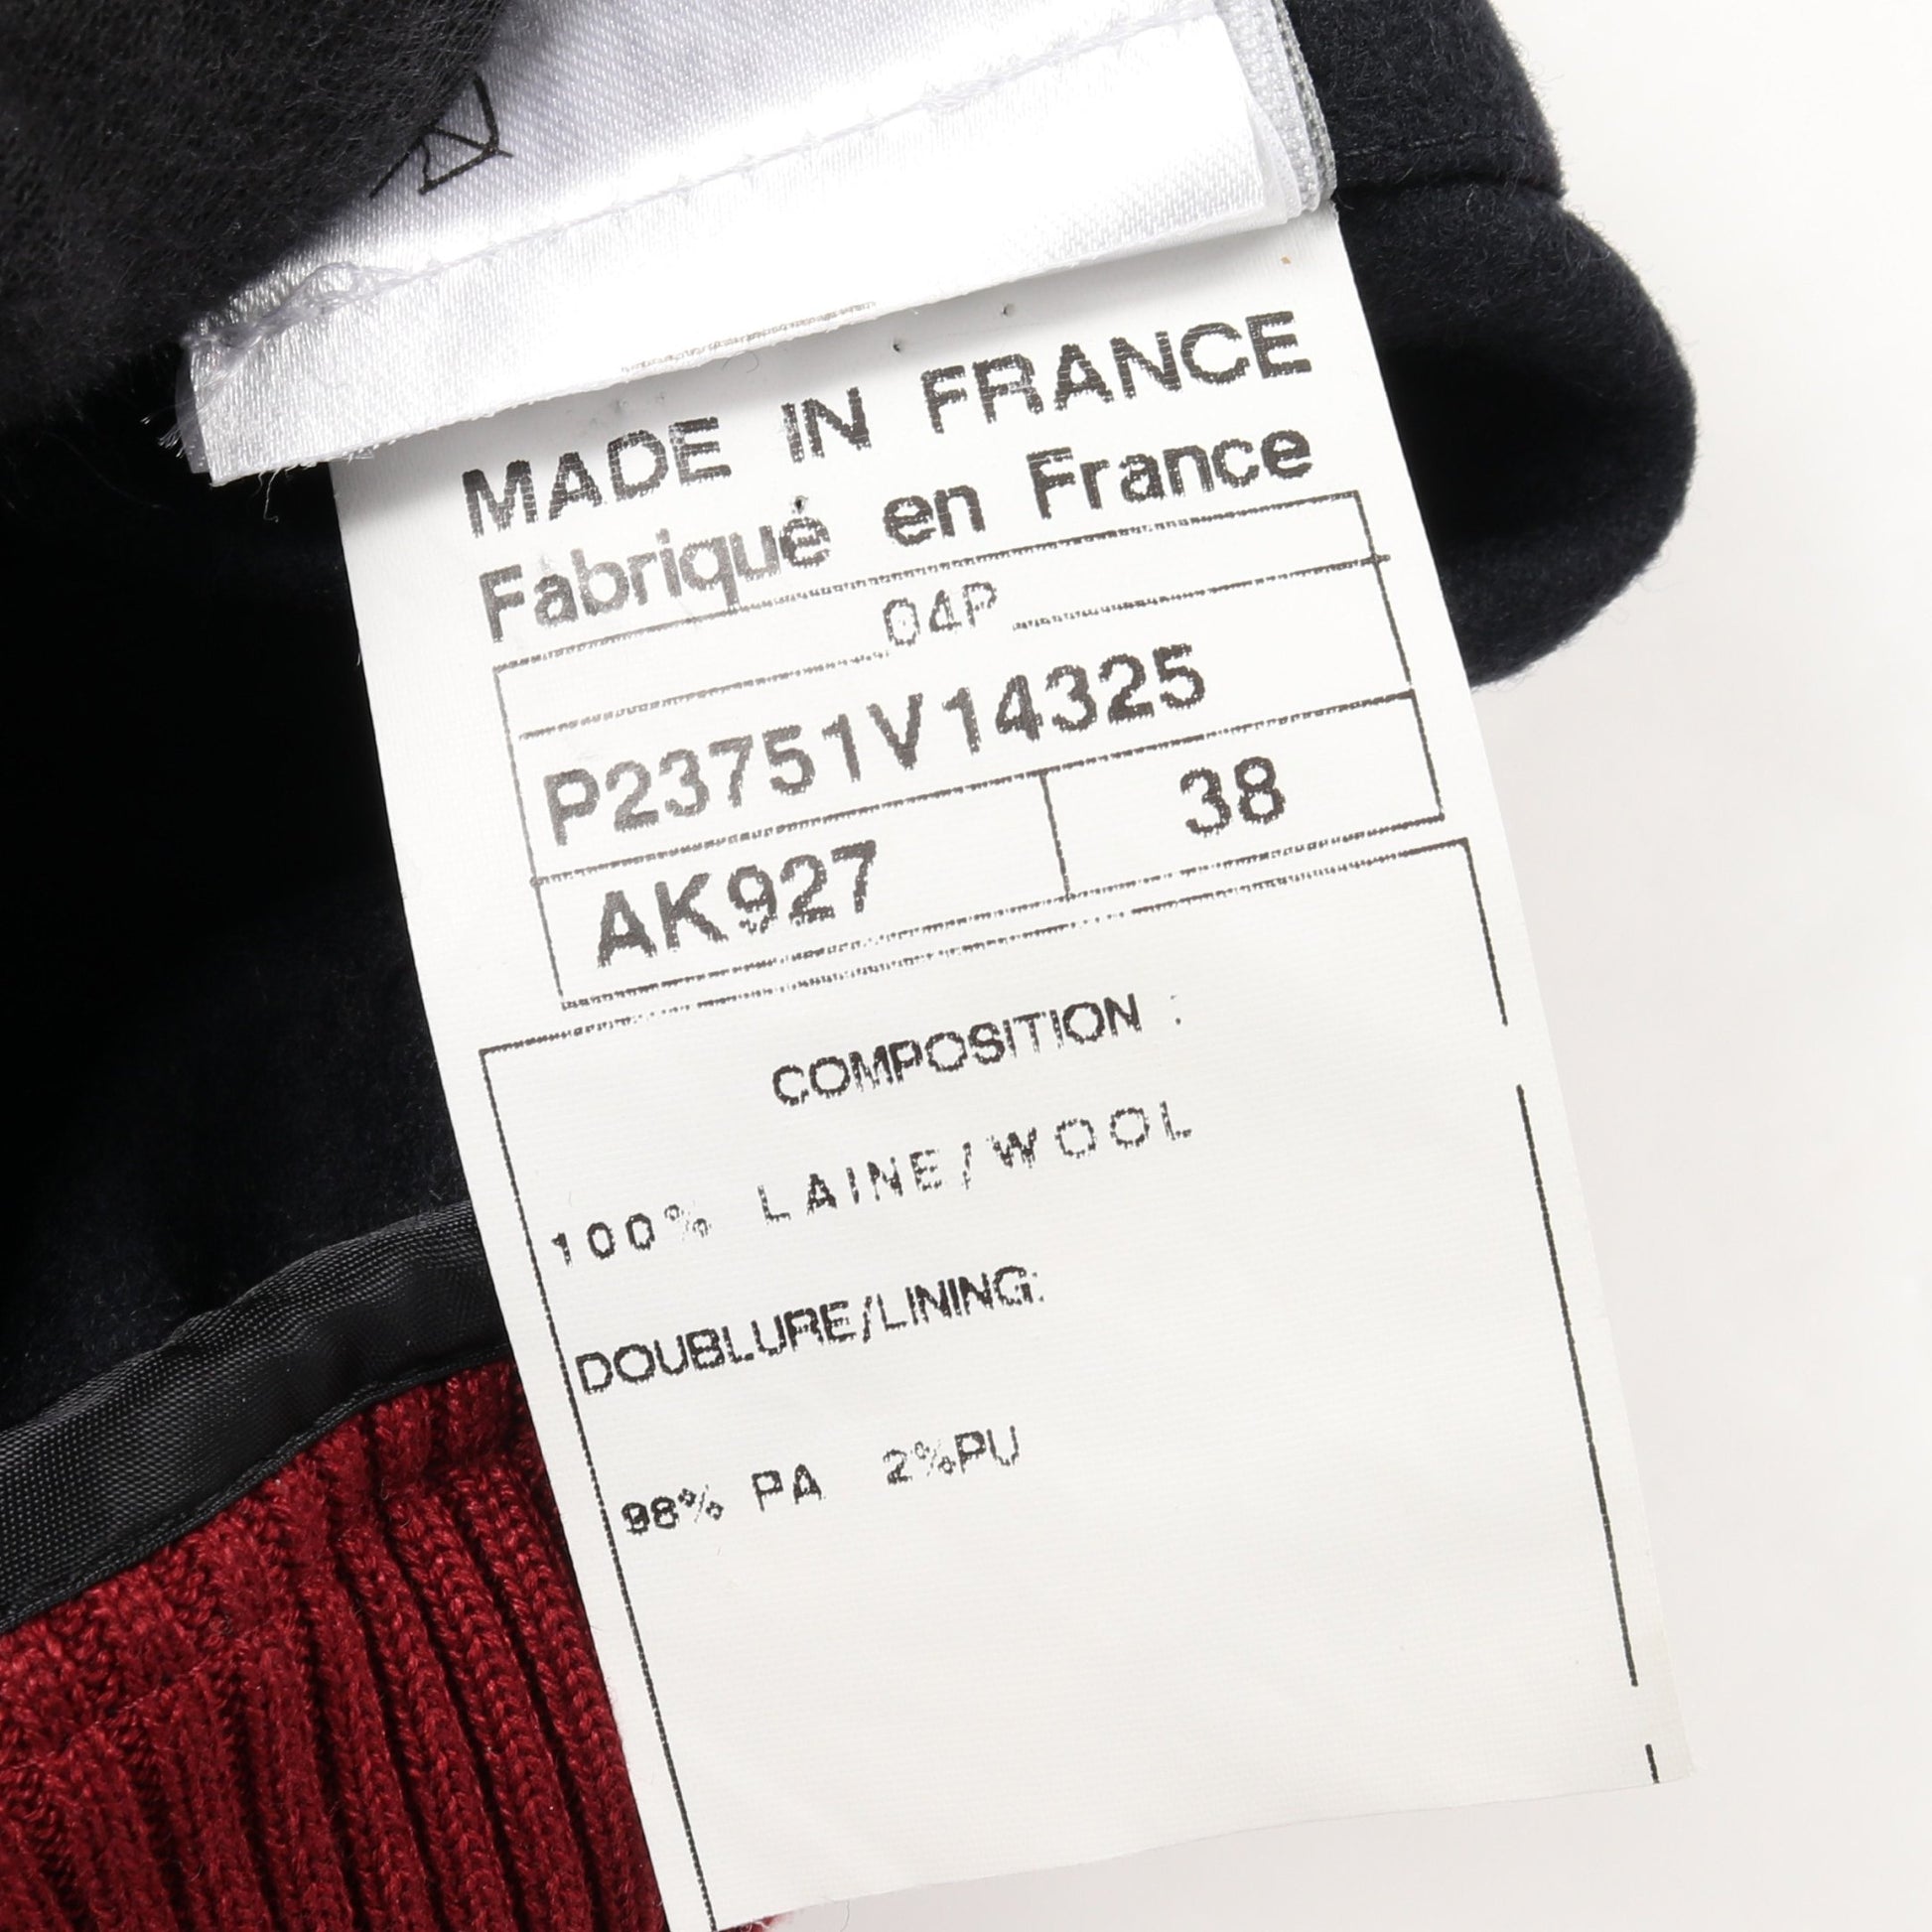 MADE IN FRANCE
Fabriqué en France
04P
P23751V14325
AK927 38
COMPOSITION :
100% LAINE/WOOL
DOUBLURE/LINING:
98% PA 2%PU